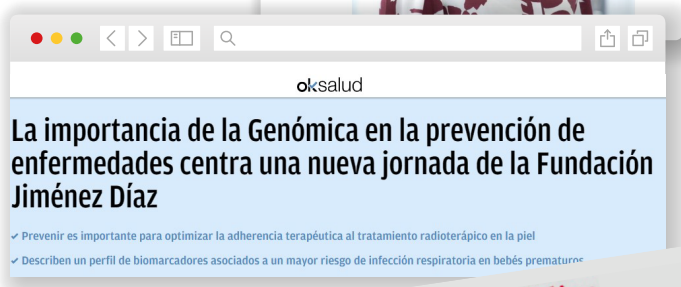 oksalud
La importancia de la Genómica en la prevención de
enfermedades centra una nueva jornada de la Fundación
Jiménez Díaz
✓ Prevenir es importante para optimizar la adherencia terapéutica al tratamiento radioterápico en la piel
✓ Describen un perfil de biomarcadores asociados a un mayor riesgo de infección respiratoria en bebés prematuros